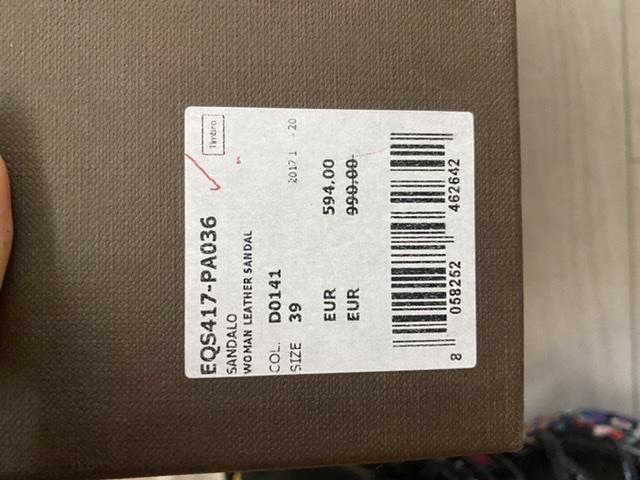 Timbro
EQS417-PA036
SANDALO
WOMAN LEATHER SANDAL
COL. D0141
SIZE 39
2017 1 - 20
EUR 594,00
EUR 990,00
8 058252 462642